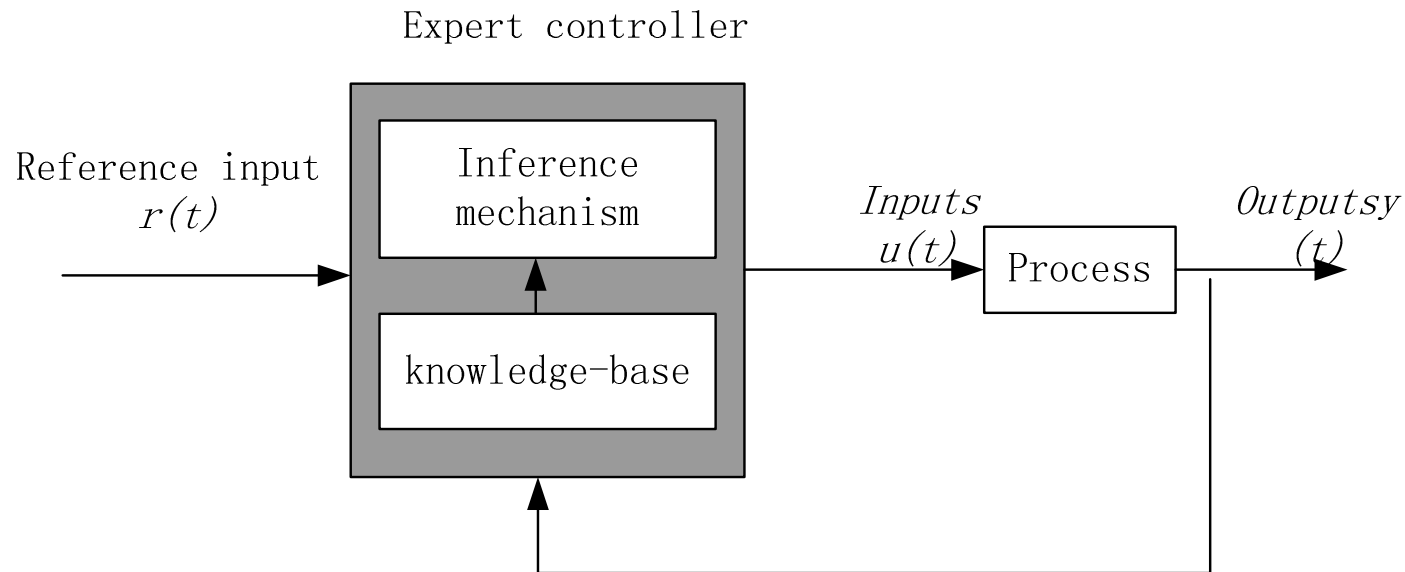 Expert controller
Reference input
r(t)
Inference
mechanism
knowledge-base
Inputs
u(t)
Process
Outputsy
(t)